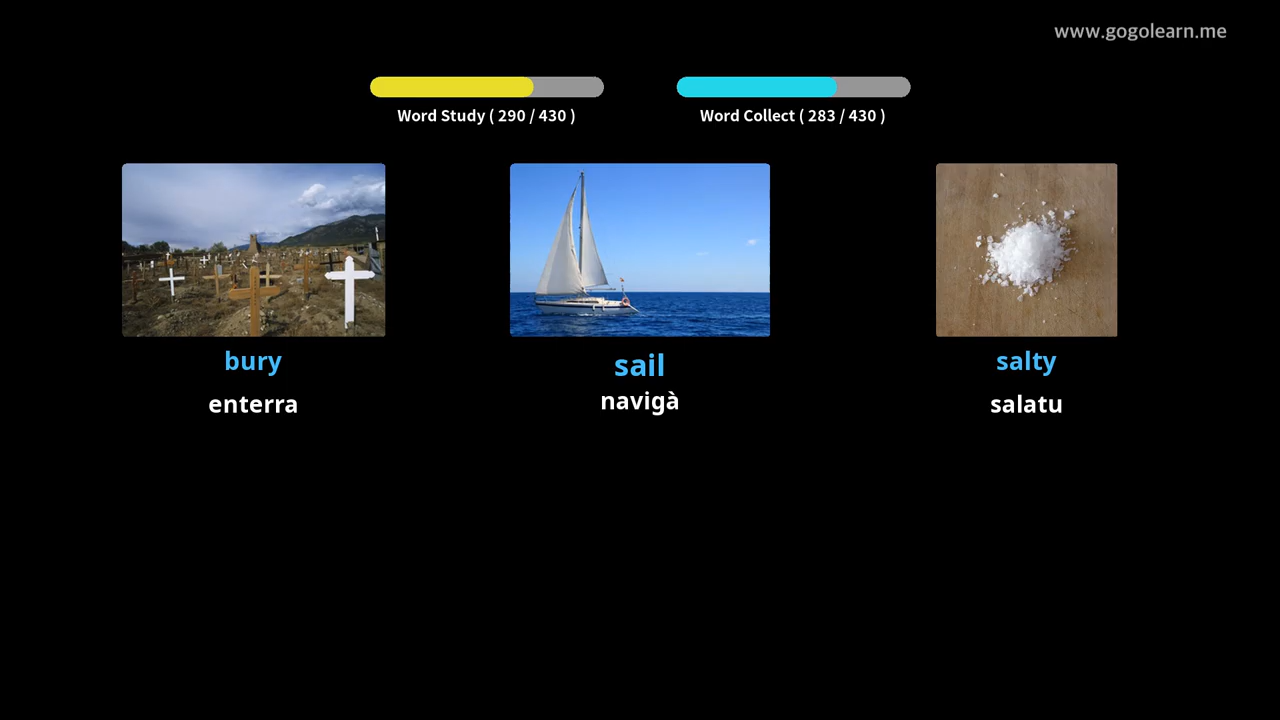 www.gogolearn.me
Word Study ( 290 / 430 )
Word Collect ( 283 / 430 )
bury
sail
salty
enterra
navigà
salatu